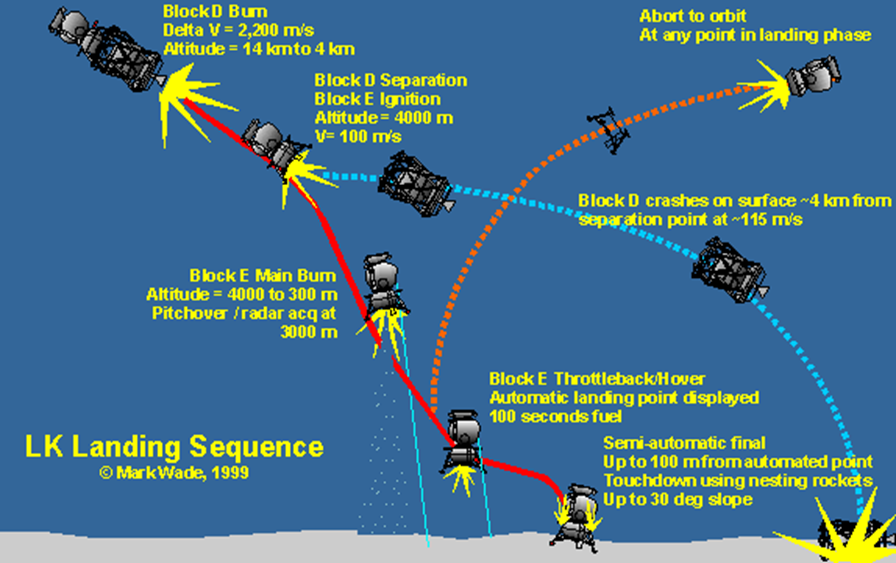 Block D Burn
Delta V = 2,200 m/s
Altitude = 14 km to 4 km
Abort to orbit
At any point in landing phase
Block D Separation
Block E Ignition
Altitude = 4000 m
V= 100 m/s
Block D crashes on surface ~4 km from
separation point at ~115 m/s
Block E Main Burn
Altitude = 4000 to 300 m
Pitchover / radar acq at
3000 m
Block E Throttleback/Hover
Automatic landing point displayed
100 seconds fuel
LK Landing Sequence
© Mark Wade, 1999
Semi-automatic final
Up to 100 m from automated point
Touchdown using nesting rockets
Up to 30 deg slope